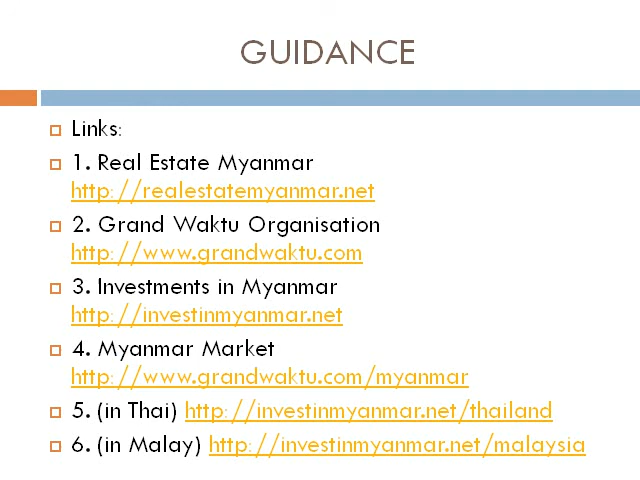 GUIDANCE
Links:
1. Real Estate Myanmar
http://realestatemyanmar.net
2. Grand Waktu Organisation
http://www.grandwaktu.com
3. Investments in Myanmar
http://investinmyanmar.net
4. Myanmar Market
http://www.grandwaktu.com/myanmar
5. (in Thai) http://investinmyanmar.net/thailand
6. (in Malay) http://investinmyanmar.net/malaysia